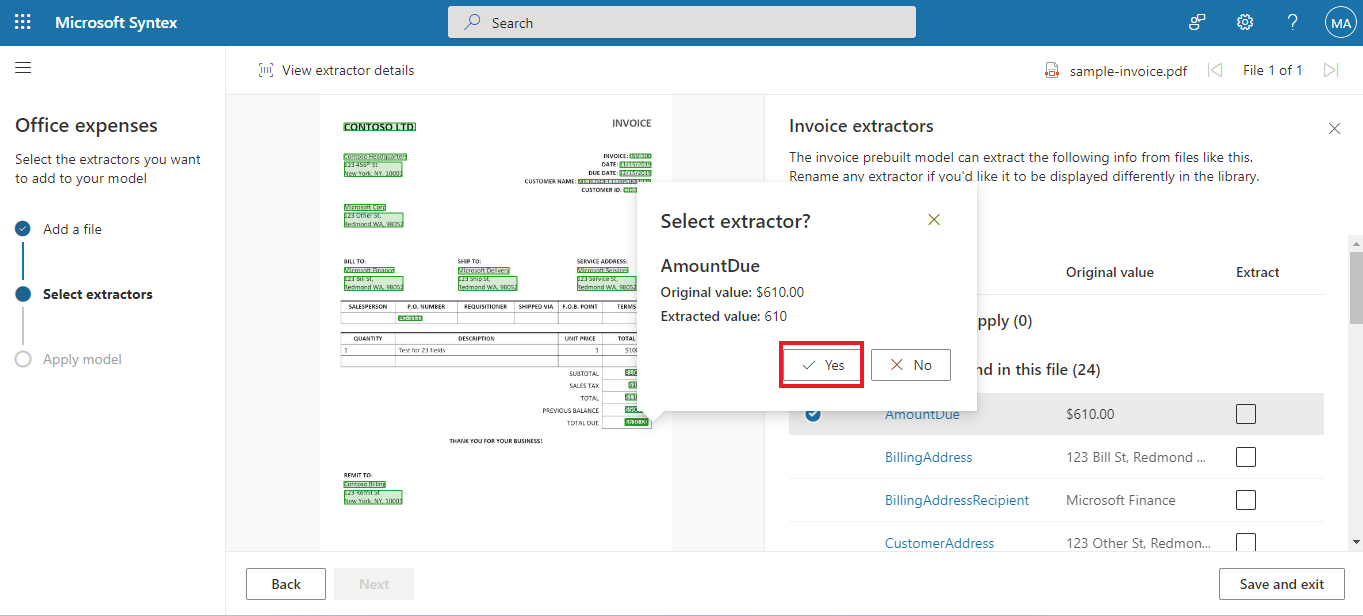 Microsoft Syntex
Search
MA
View extractor details
sample-invoice.pdf
File 1 of 1
Office expenses
Select the extractors you want
to add to your model
Add a file
Select extractors
Apply model
CONTOSO LTD
INVOICE
Contoso Headquarters
123 456th St
New York, NY, 10001
INVOICE:
DATE:
DUE DATE:
CUSTOMER NAME:
CUSTOMER ID:
Microsoft Corp
123 Other St,
Redmond WA, 98052
BILL TO:
SHIP TO:
SERVICE ADDRESS:
Microsoft Finance
Microsoft Delivery
Microsoft Services
123 Bill St,
123 Ship St,
123 Service St,
Redmond WA, 98052
Redmond WA, 98052
Redmond WA, 98052
SALESPERSON
P.O. NUMBER
REQUISITIONER
SHIPPED VIA
F.O.B. POINT
TERMS
QUANTITY
DESCRIPTION
UNIT PRICE
TOTAL
1
Test for 23 fields
1
SUBTOTAL
SALES TAX
TOTAL
PREVIOUS BALANCE
TOTAL DUE
THANK YOU FOR YOUR BUSINESS!
REMIT TO:
Contoso Billing
123 Remit St
New York, NY, 10001
Invoice extractors
The invoice prebuilt model can extract the following info from files like this.
Rename any extractor if you'd like it to be displayed differently in the library.
Select extractor?
AmountDue
Original value: $610.00
Extracted value: 610
Yes
No
Original value
Extract
pply (0)
nd in this file (24)
AmountDue
$610.00
BillingAddress
123 Bill St, Redmond ...
BillingAddressRecipient
Microsoft Finance
CustomerAddress
123 Other St, Redmon...
Back
Next
Save and exit